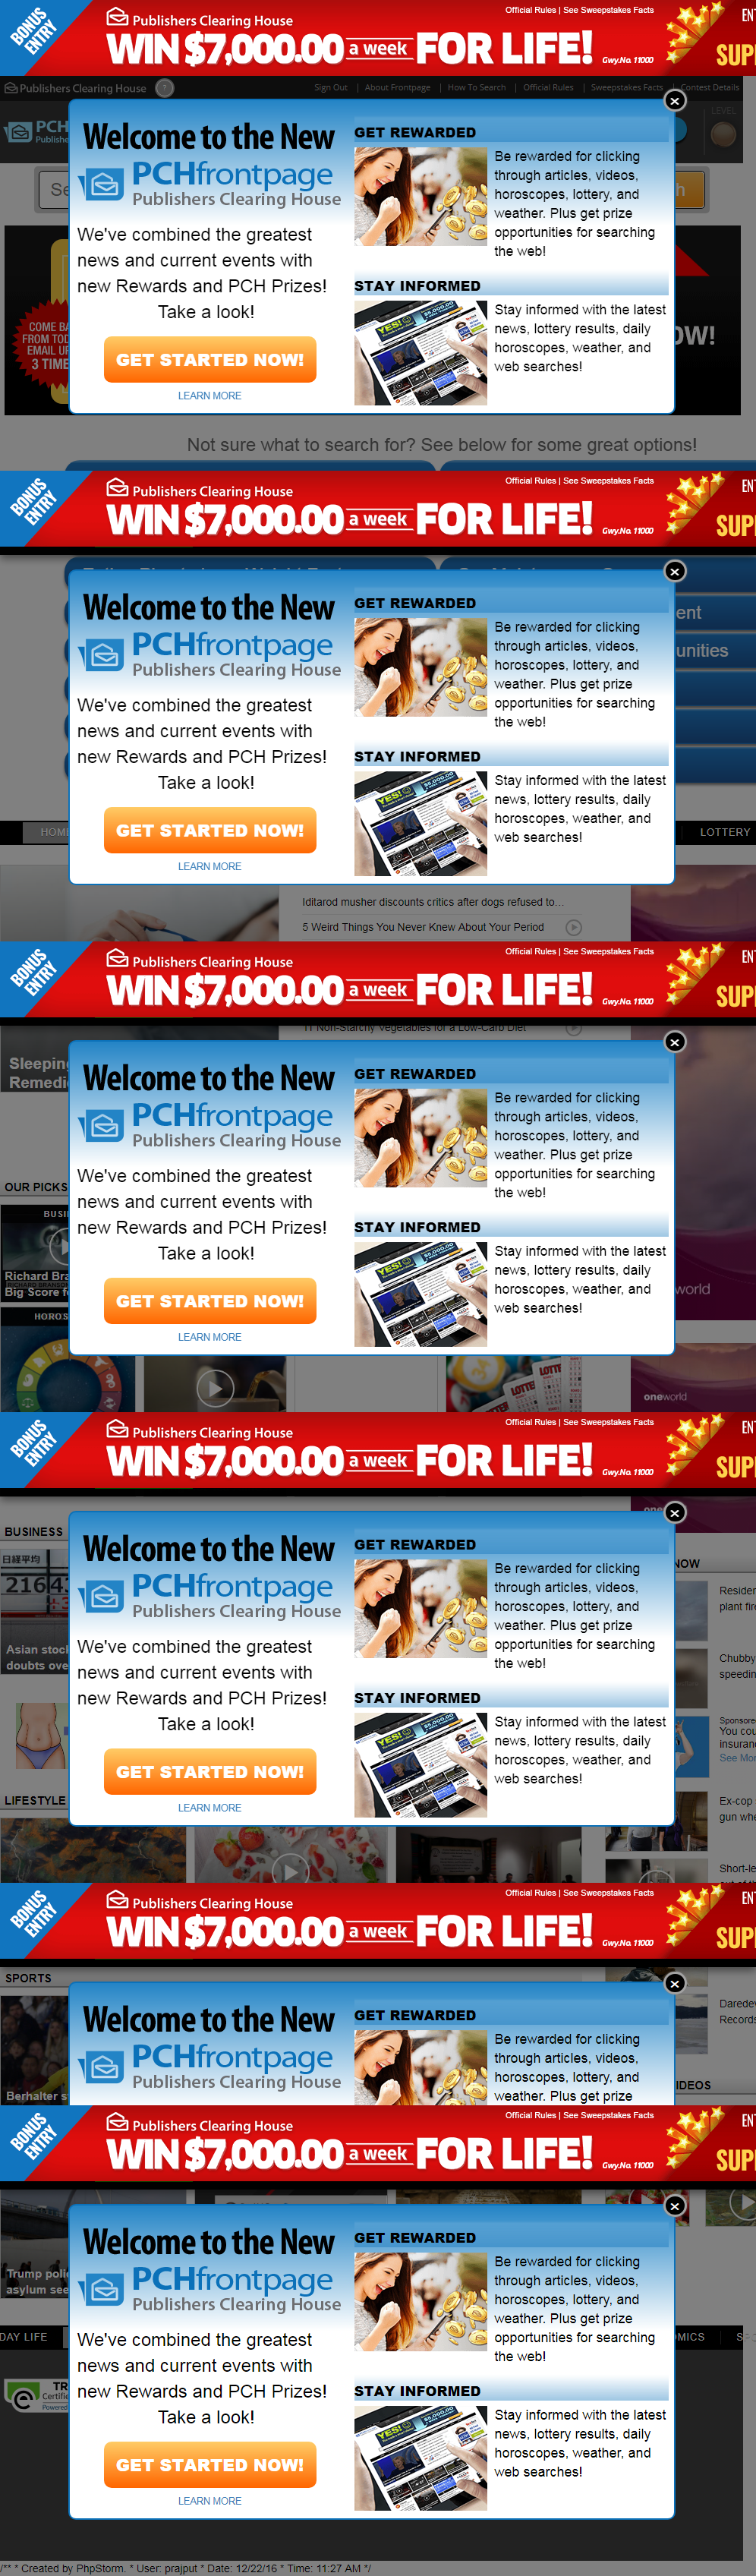 BONUS ENTRY
Publishers Clearing House
Official Rules | See Sweepstakes Facts
WIN $7,000.00 a week FOR LIFE!
Gwy.No. 11000
ENT
SUP
Publishers Clearing House ?
Sign Out | About Frontpage | How To Search | Official Rules | Sweepstakes Facts | Contest Details
PCH
Publishe
LEVEL
Welcome to the New
PCHfrontpage
Publishers Clearing House
We've combined the greatest
news and current events with
new Rewards and PCH Prizes!
Take a look!
GET STARTED NOW!
LEARN MORE
GET REWARDED
Be rewarded for clicking
through articles, videos,
horoscopes, lottery, and
weather. Plus get prize
opportunities for searching
the web!
STAY INFORMED
Stay informed with the latest
news, lottery results, daily
horoscopes, weather, and
web searches!
Se
h
COME BA
FROM TOD
EMAIL UP
3 TIME
OW!
Not sure what to search for? See below for some great options!
BONUS ENTRY
Publishers Clearing House
Official Rules | See Sweepstakes Facts
WIN $7,000.00 a week FOR LIFE!
Gwy.No. 11000
ENT
SUP
Welcome to the New
PCHfrontpage
Publishers Clearing House
We've combined the greatest
news and current events with
new Rewards and PCH Prizes!
Take a look!
GET STARTED NOW!
LEARN MORE
GET REWARDED
Be rewarded for clicking
through articles, videos,
horoscopes, lottery, and
weather. Plus get prize
opportunities for searching
the web!
STAY INFORMED
Stay informed with the latest
news, lottery results, daily
horoscopes, weather, and
web searches!
ent
unities
HOME
LOTTERY
Iditarod musher discounts critics after dogs refused to...
5 Weird Things You Never Knew About Your Period
BONUS ENTRY
Publishers Clearing House
Official Rules | See Sweepstakes Facts
WIN $7,000.00 a week FOR LIFE!
Gwy.No. 11000
ENT
SUP
11 Non-Starchy Vegetables for a Low-Carb Diet
Sleeping
Remedi
Welcome to the New
PCHfrontpage
Publishers Clearing House
We've combined the greatest
news and current events with
new Rewards and PCH Prizes!
Take a look!
GET STARTED NOW!
LEARN MORE
GET REWARDED
Be rewarded for clicking
through articles, videos,
horoscopes, lottery, and
weather. Plus get prize
opportunities for searching
the web!
STAY INFORMED
Stay informed with the latest
news, lottery results, daily
horoscopes, weather, and
web searches!
OUR PICKS
BUSI
Richard Bra
Big Score f
HOROS
world
oneworld
BONUS ENTRY
Publishers Clearing House
Official Rules | See Sweepstakes Facts
WIN $7,000.00 a week FOR LIFE!
Gwy.No. 11000
ENT
SUP
BUSINESS
日経平均
2164
Asian stoc
doubts ove
Welcome to the New
PCHfrontpage
Publishers Clearing House
We've combined the greatest
news and current events with
new Rewards and PCH Prizes!
Take a look!
GET STARTED NOW!
LEARN MORE
GET REWARDED
Be rewarded for clicking
through articles, videos,
horoscopes, lottery, and
weather. Plus get prize
opportunities for searching
the web!
STAY INFORMED
Stay informed with the latest
news, lottery results, daily
horoscopes, weather, and
web searches!
NOW
Resider
plant fire
Chubby
speedin
Sponsore
You cou
insuranc
See Mor
Ex-cop
gun whe
Short-le
LIFESTYLE
BONUS ENTRY
Publishers Clearing House
Official Rules | See Sweepstakes Facts
WIN $7,000.00 a week FOR LIFE!
Gwy.No. 11000
ENT
SUP
SPORTS
Berhalter s
Welcome to the New
PCHfrontpage
Publishers Clearing House
GET REWARDED
Be rewarded for clicking
through articles, videos,
horoscopes, lottery, and
weather. Plus get prize
Daredev
Records
IDEOS
BONUS ENTRY
Publishers Clearing House
Official Rules | See Sweepstakes Facts
WIN $7,000.00 a week FOR LIFE!
Gwy.No. 11000
ENT
SUP
Trump poli
asylum see
Welcome to the New
PCHfrontpage
Publishers Clearing House
We've combined the greatest
news and current events with
new Rewards and PCH Prizes!
Take a look!
GET STARTED NOW!
LEARN MORE
GET REWARDED
Be rewarded for clicking
through articles, videos,
horoscopes, lottery, and
weather. Plus get prize
opportunities for searching
the web!
STAY INFORMED
Stay informed with the latest
news, lottery results, daily
horoscopes, weather, and
web searches!
DAY LIFE
MICS
TR
Certifie
Powered
/** * Created by PhpStorm. * User: prajput * Date: 12/22/16 * Time: 11:27 AM */